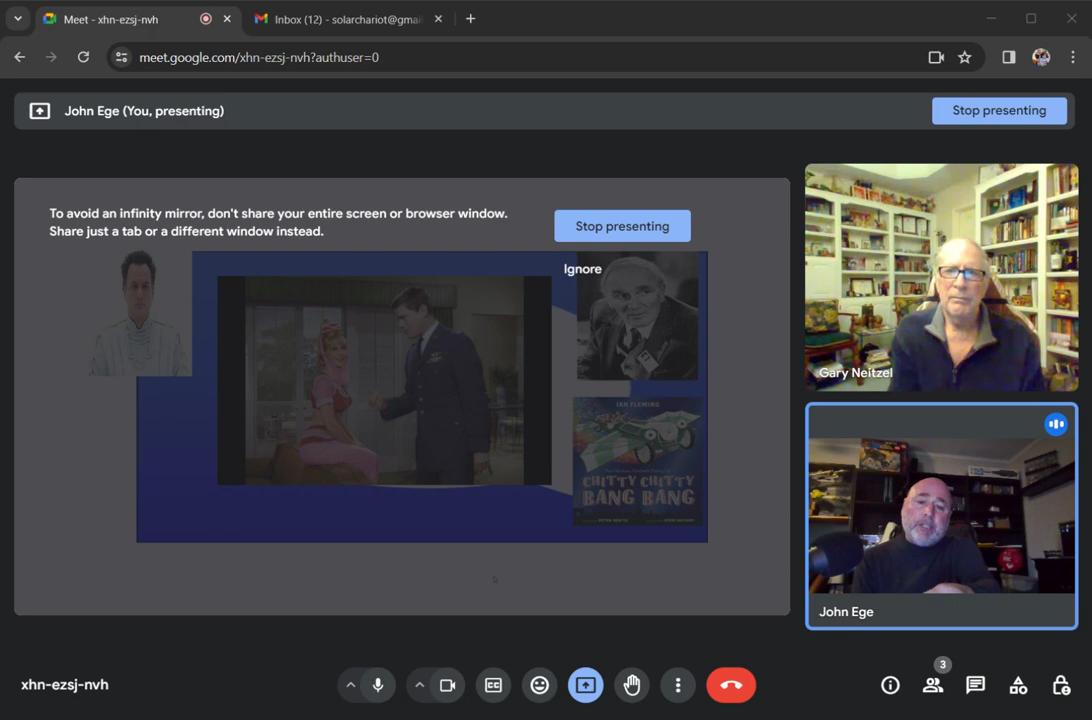 Meet - xhn-ezsj-nvh
Inbox (12) - solarchariot@gmai
meet.google.com/xhn-ezsj-nvh?authuser=0
John Ege (You, presenting)
Stop presenting
To avoid an infinity mirror, don't share your entire screen or browser window.
Share just a tab or a different window instead.
Stop presenting
Ignore
IAN FLEMING
CHITTY CHITTY
BANG BANG
Gary Neitzel
John Ege
xhn-ezsj-nvh
CC
3